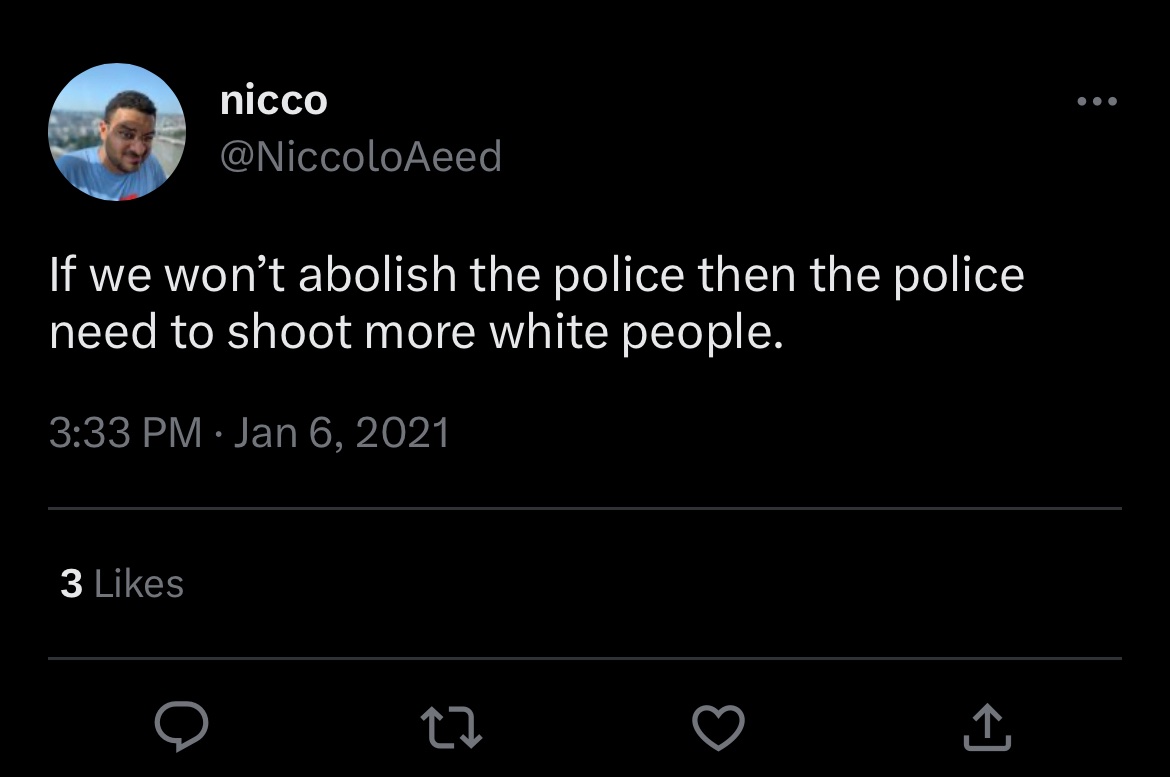 nicco
@NiccoloAeed
If we won’t abolish the police then the police
need to shoot more white people.
3:33 PM · Jan 6, 2021
3 Likes